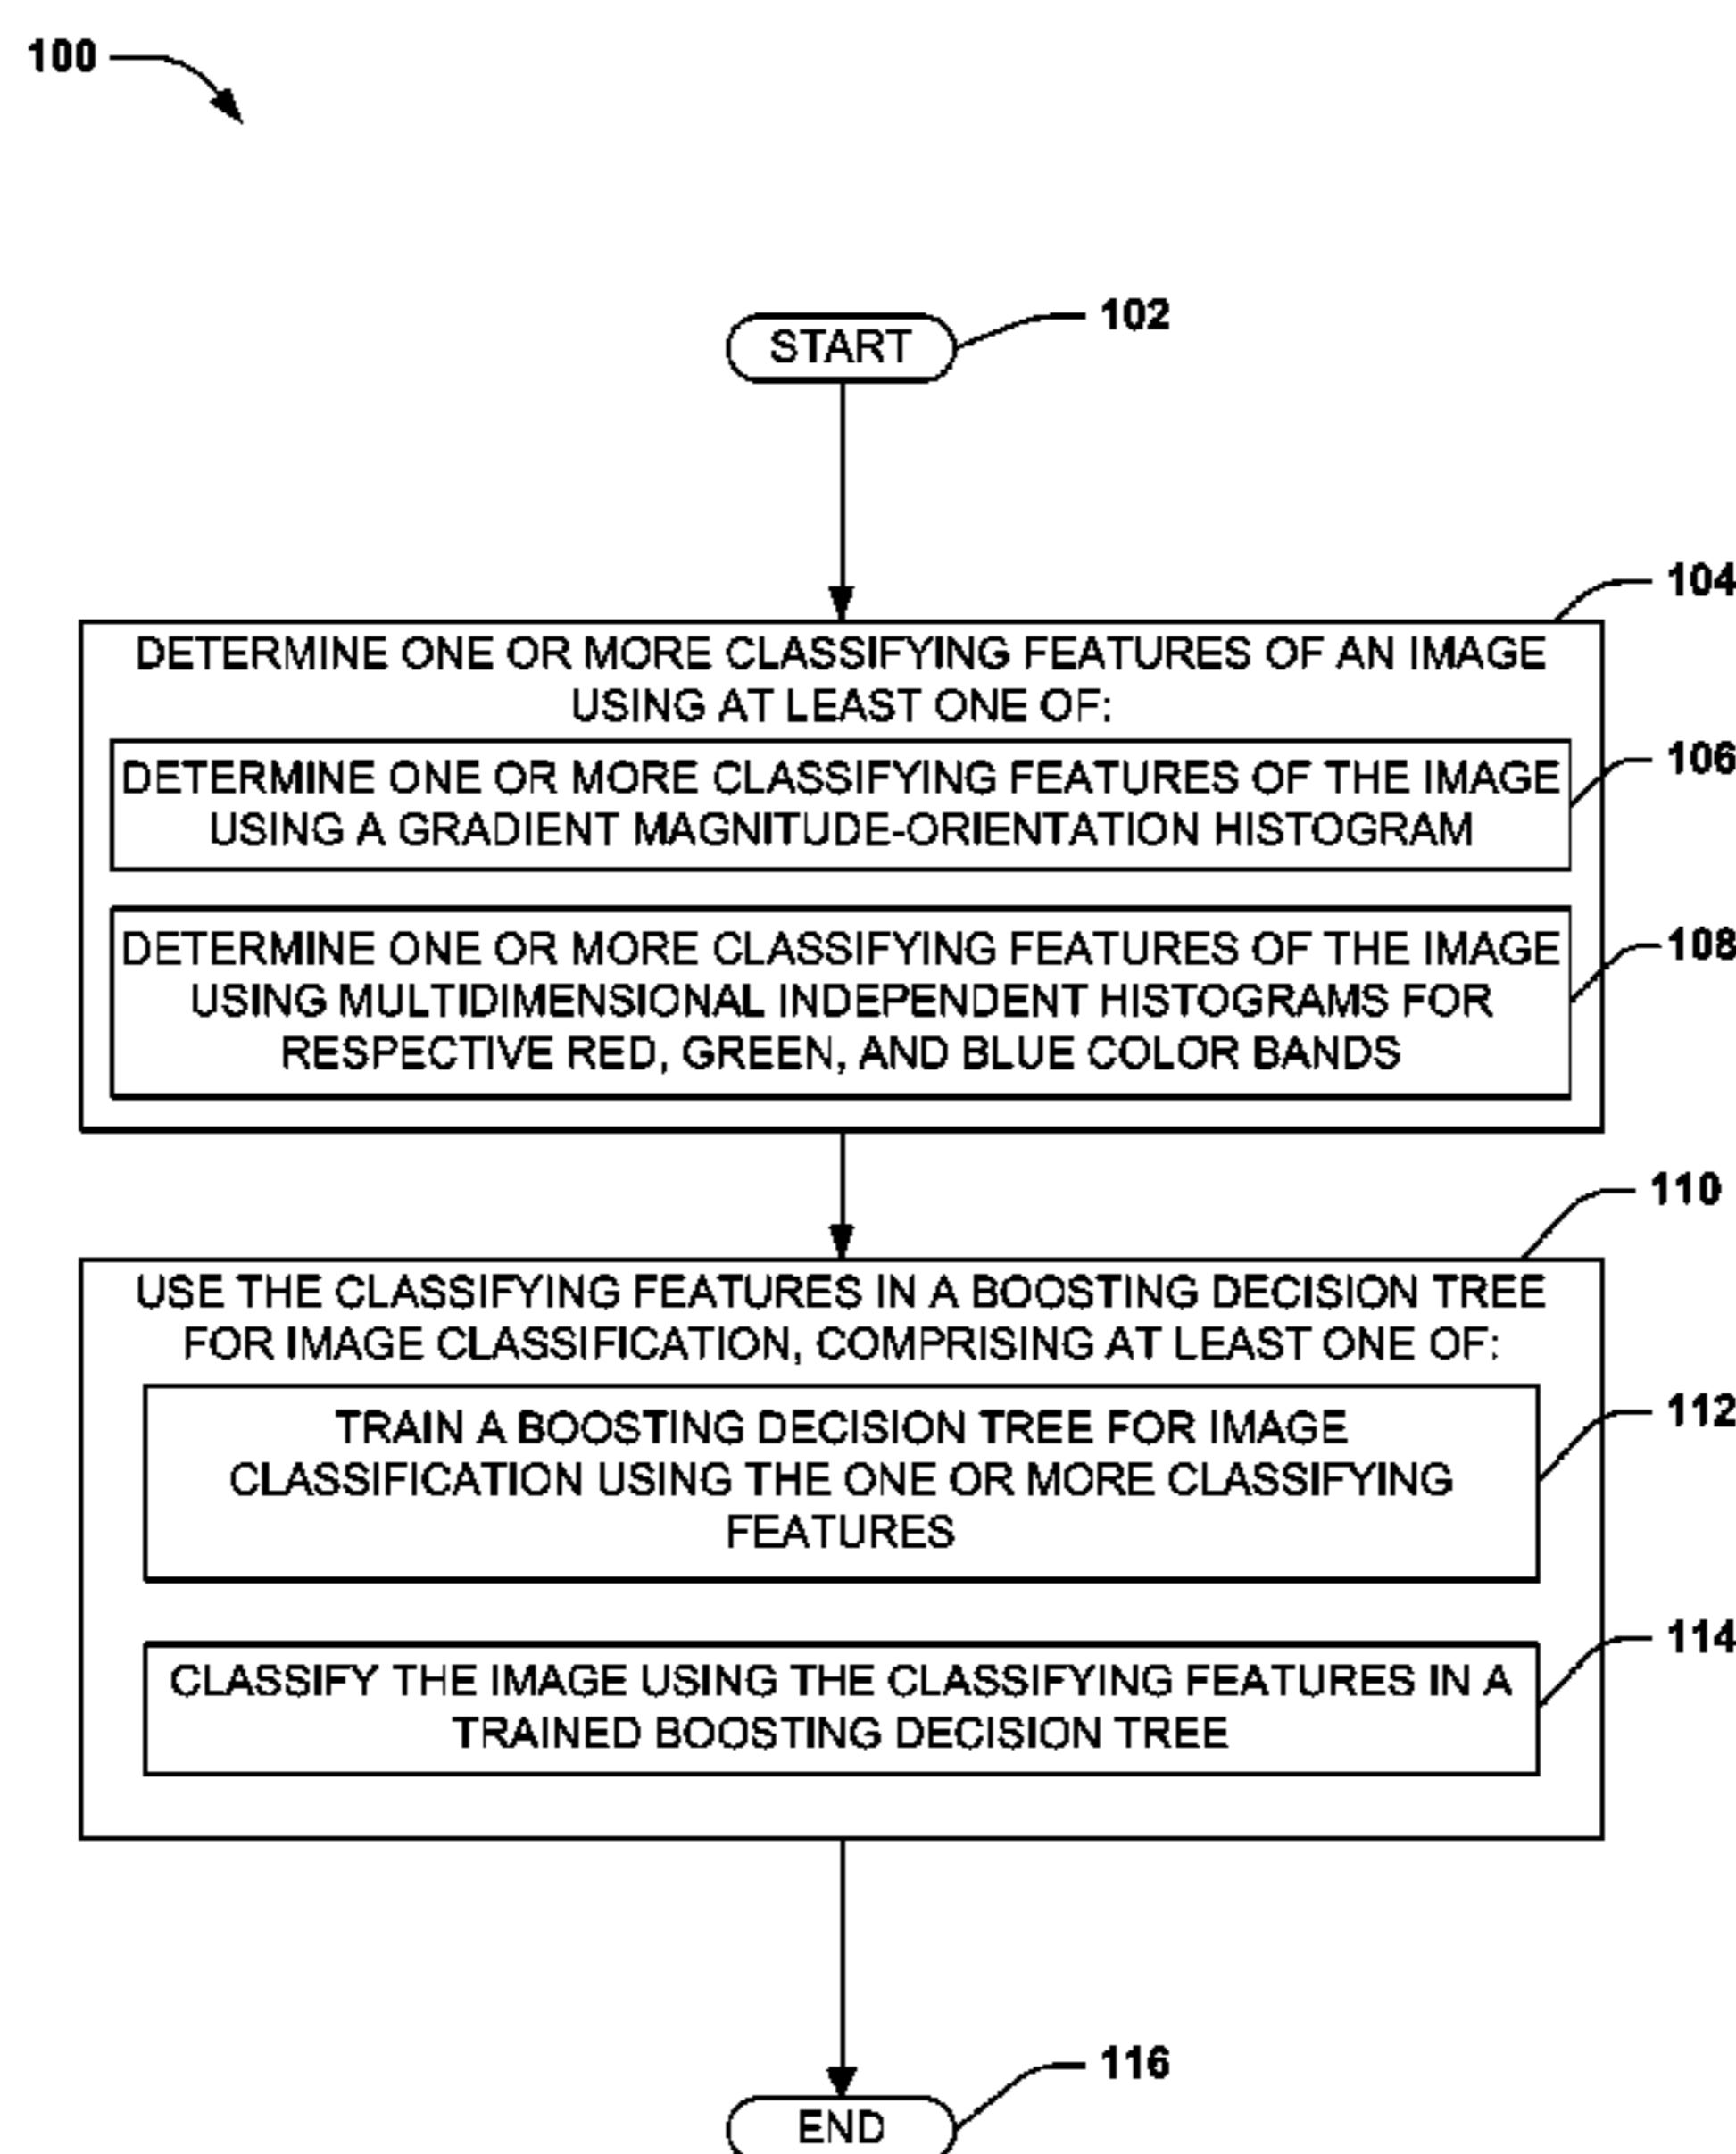 100
START
102
104
DETERMINE ONE OR MORE CLASSIFYING FEATURES OF AN IMAGE
USING AT LEAST ONE OF:
106
DETERMINE ONE OR MORE CLASSIFYING FEATURES OF THE IMAGE
USING A GRADIENT MAGNITUDE-ORIENTATION HISTOGRAM
108
DETERMINE ONE OR MORE CLASSIFYING FEATURES OF THE IMAGE
USING MULTIDIMENSIONAL INDEPENDENT HISTOGRAMS FOR
RESPECTIVE RED, GREEN, AND BLUE COLOR BANDS
110
USE THE CLASSIFYING FEATURES IN A BOOSTING DECISION TREE
FOR IMAGE CLASSIFICATION, COMPRISING AT LEAST ONE OF:
112
TRAIN A BOOSTING DECISION TREE FOR IMAGE
CLASSIFICATION USING THE ONE OR MORE CLASSIFYING
FEATURES
114
CLASSIFY THE IMAGE USING THE CLASSIFYING FEATURES IN A
TRAINED BOOSTING DECISION TREE
116
END